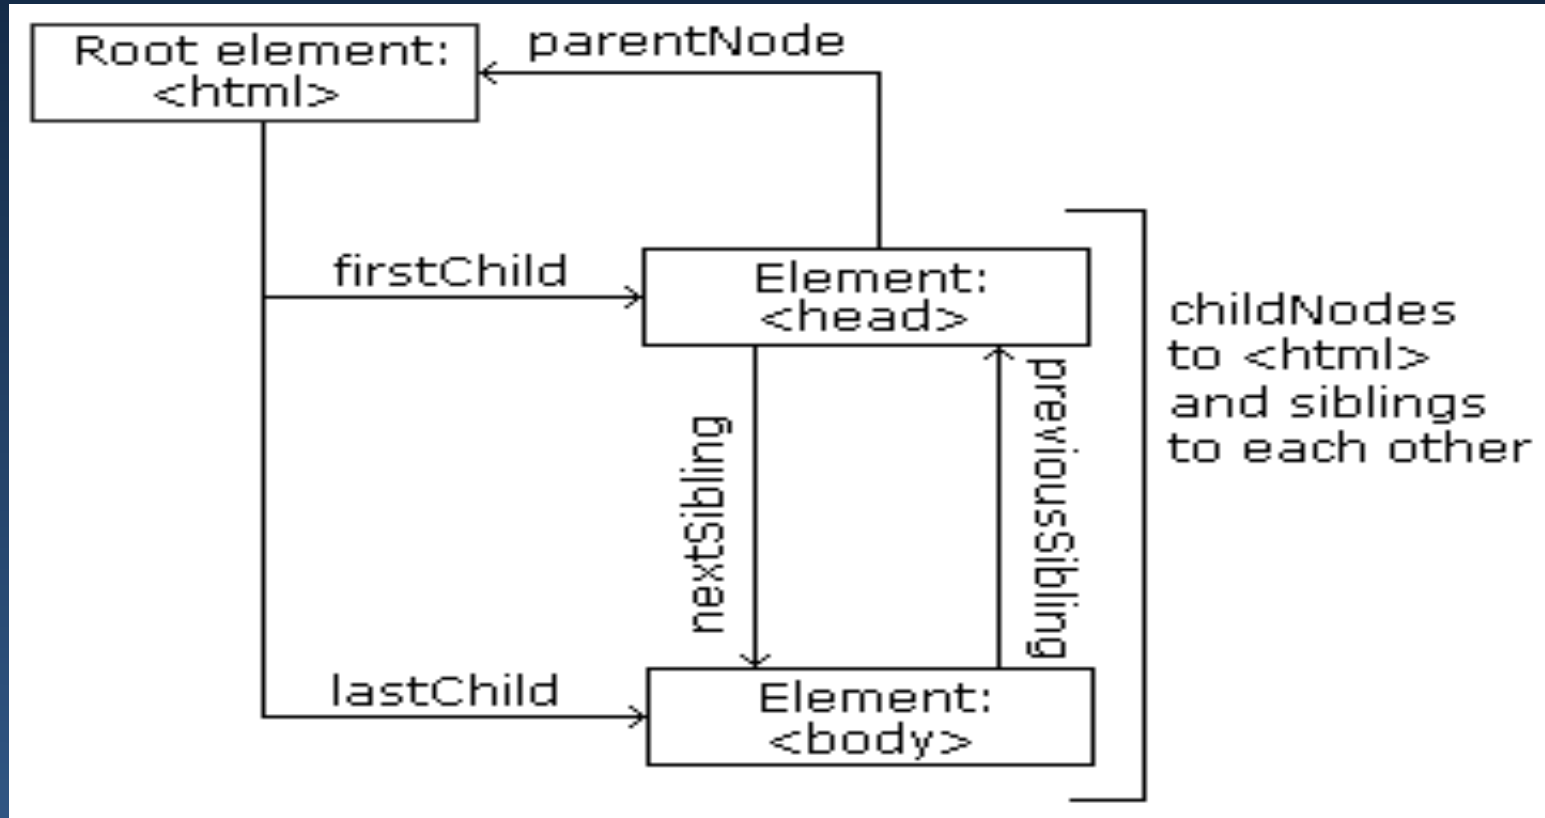 Root element:
<html>
parentNode
firstChild
Element:
<head>
childNodes
to <html>
and siblings
to each other
nextSibling
previousSibling
lastChild
Element:
<body>